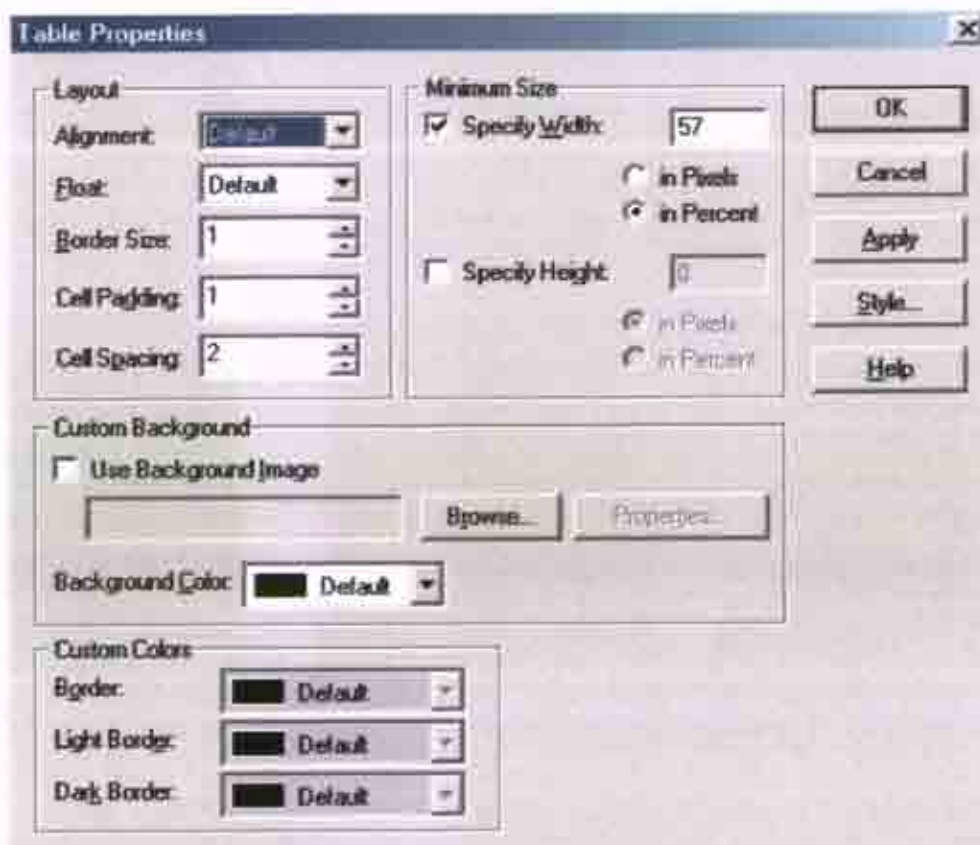 Table Properties
Layout
Alignment: Default
Float: Default
Border Size: 1
Cell Padding: 1
Cell Spacing: 2
Minimum Size
Specify Width: 57
in Pixels
in Percent
Specify Height: 0
in Pixels
in Percent
OK
Cancel
Apply
Style...
Help
Custom Background
Use Background Image
Browse... Properties...
Background Color: Default
Custom Colors
Border: Default
Light Border: Default
Dark Border: Default